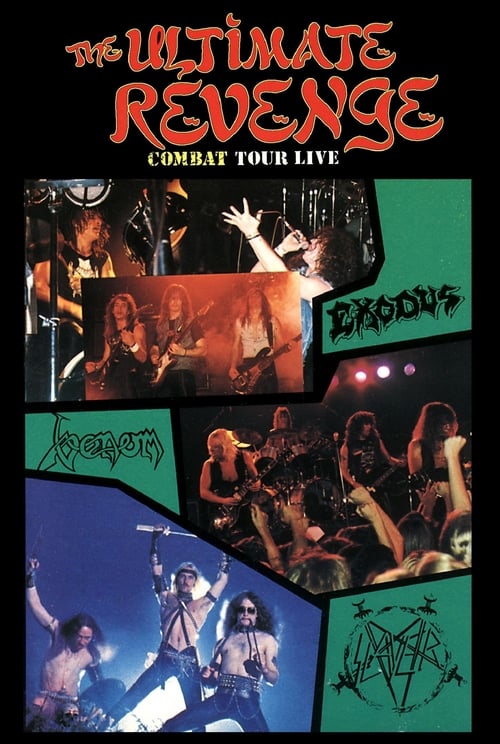 THE ULTIMATE
REVENGE
COMBAT TOUR LIVE
EXODUS
VENOM
SLAYER